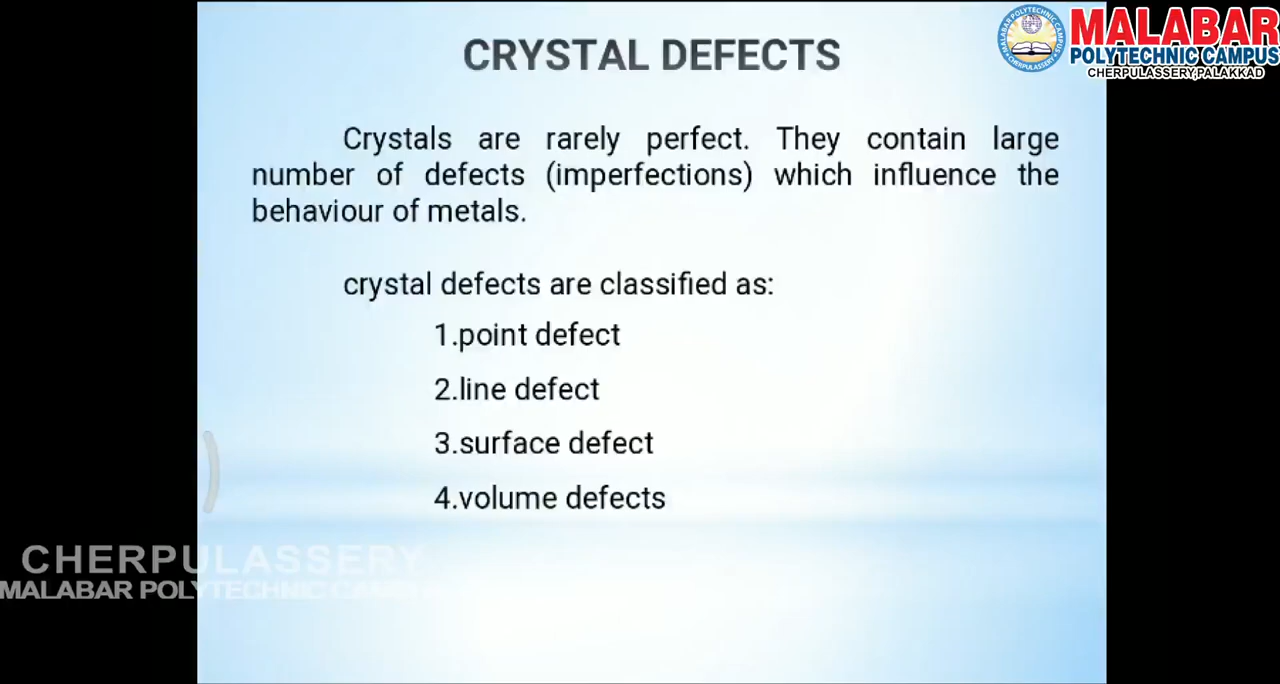 CRYSTAL DEFECTS
MALABAR
POLYTECHNIC CAMPUS
CHERPULASSERY,PALAKKAD
Crystals are rarely perfect. They contain large
number of defects (imperfections) which influence the
behaviour of metals.
crystal defects are classified as:
1.point defect
2.line defect
3.surface defect
4.volume defects
CHERPULASSERY
MALABAR POLYTECHNIC CAMPUS